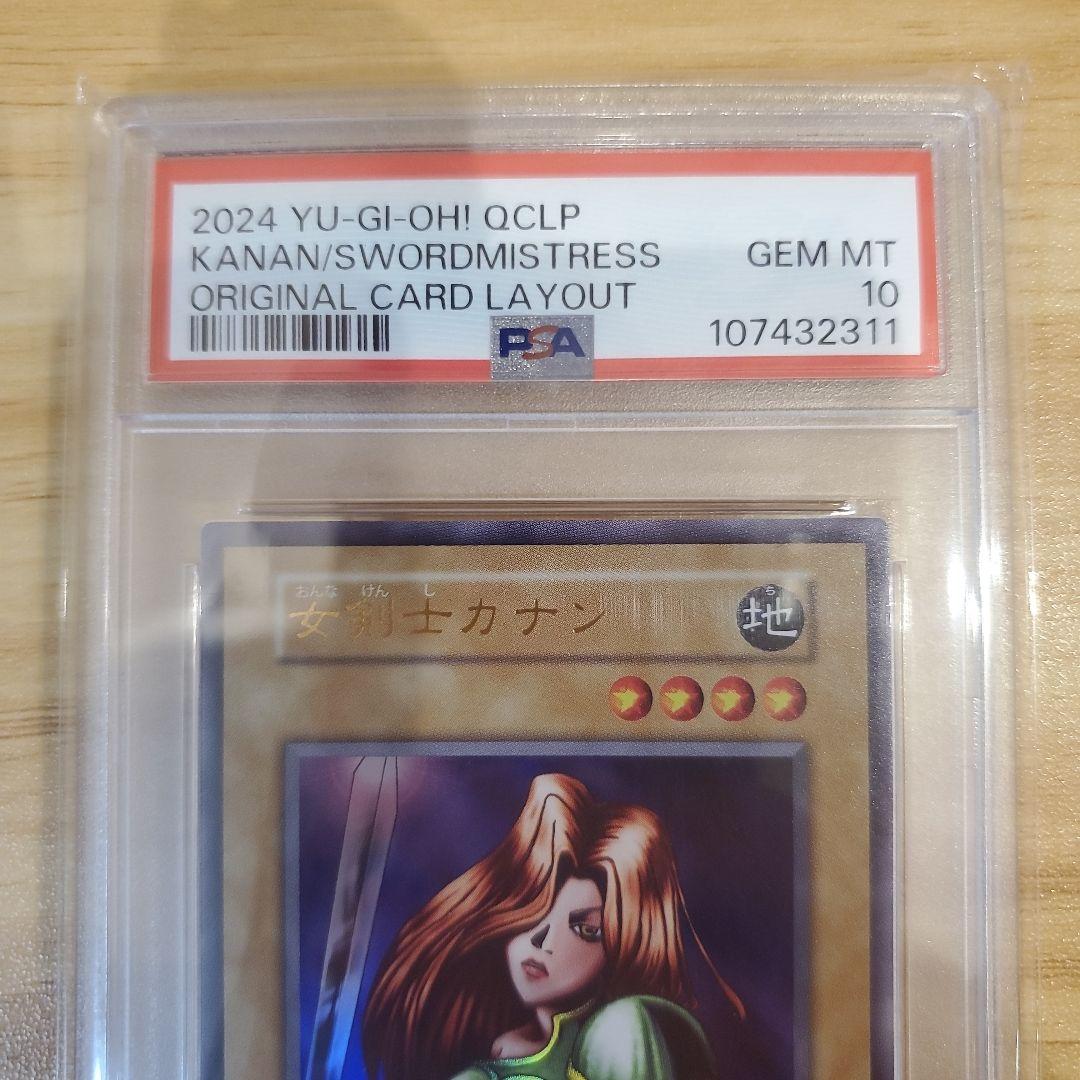 2024 YU-GI-OH! QCLP
KANAN/SWORDMISTRESS GEM MT
ORIGINAL CARD LAYOUT 10
PSA 107432311
おんな けん し
女剣士カナン
ち
地